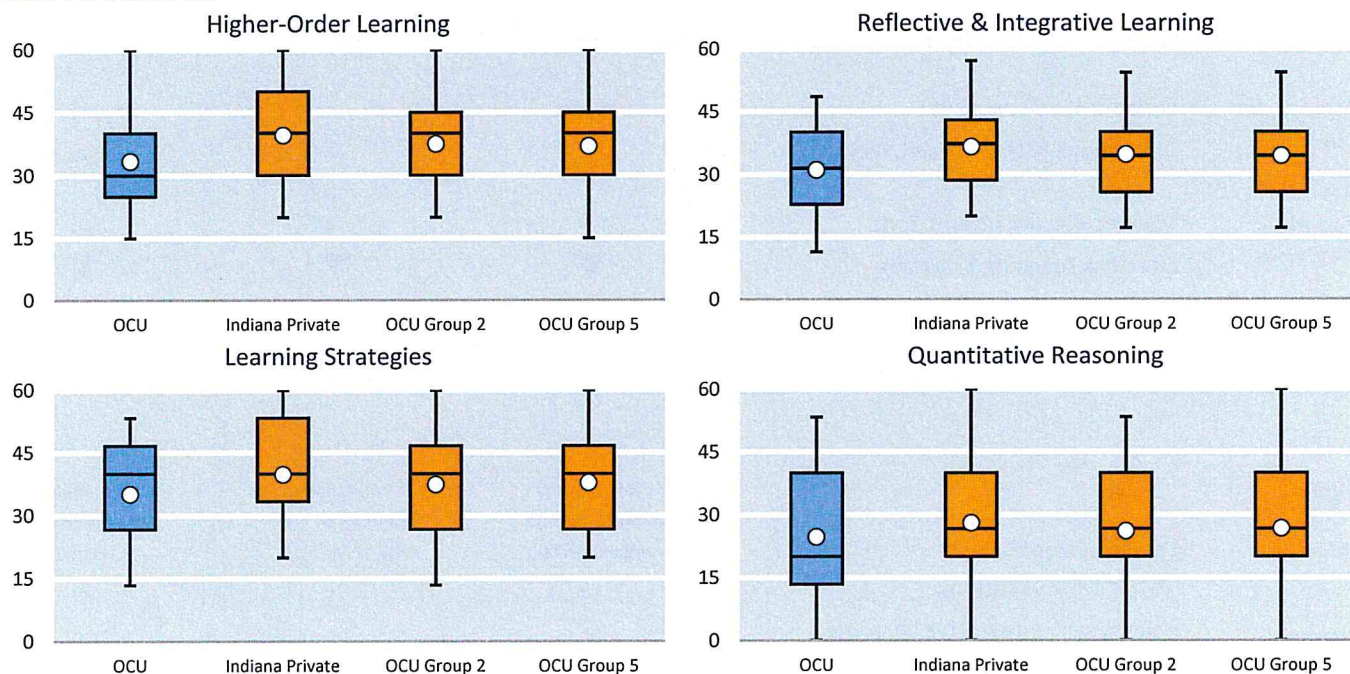 Higher-Order Learning
60
45
30
15
0
OCU Indiana Private OCU Group 2 OCU Group 5
Reflective & Integrative Learning
60
45
30
15
0
OCU Indiana Private OCU Group 2 OCU Group 5
Learning Strategies
60
45
30
15
0
OCU Indiana Private OCU Group 2 OCU Group 5
Quantitative Reasoning
60
45
30
15
0
OCU Indiana Private OCU Group 2 OCU Group 5